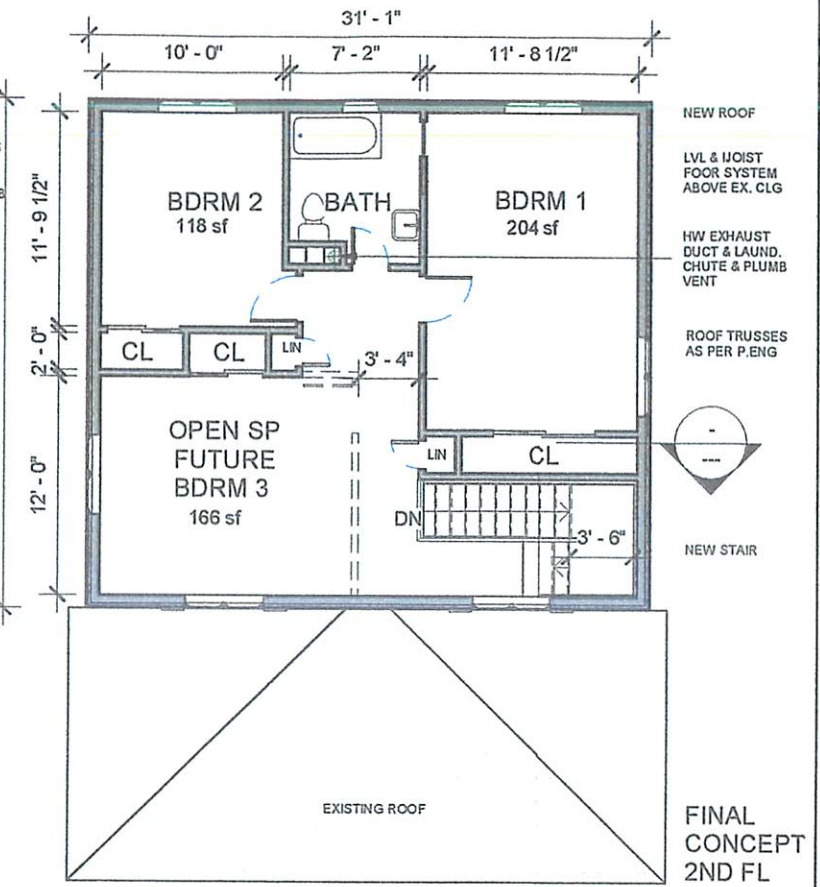 31' - 1"
10' - 0"
7' - 2"
11' - 8 1/2"
NEW ROOF
LVL & IJOIST
FOOR SYSTEM
ABOVE EX. CLG
11' - 9 1/2"
BDRM 2
118 sf
BATH
BDRM 1
204 sf
HW EXHAUST
DUCT & LAUND.
CHUTE & PLUMB
VENT
2' - 0"
CL
CL
LIN
3' - 4"
ROOF TRUSSES
AS PER P.ENG
12' - 0"
OPEN SP
FUTURE
BDRM 3
166 sf
LIN
CL
-
---
DN
3' - 6"
NEW STAIR
EXISTING ROOF
FINAL
CONCEPT
2ND FL